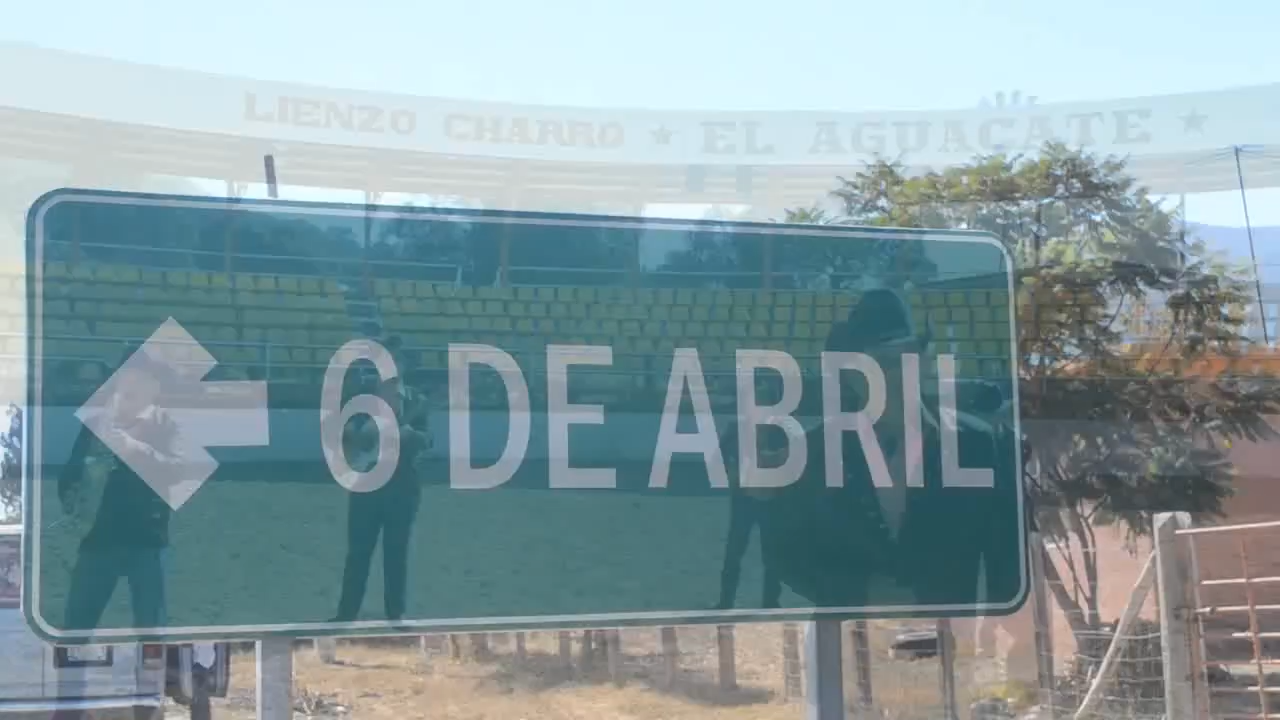 LIENZO CHARRO ★ EL AGUACATE ★
6 DE ABRIL